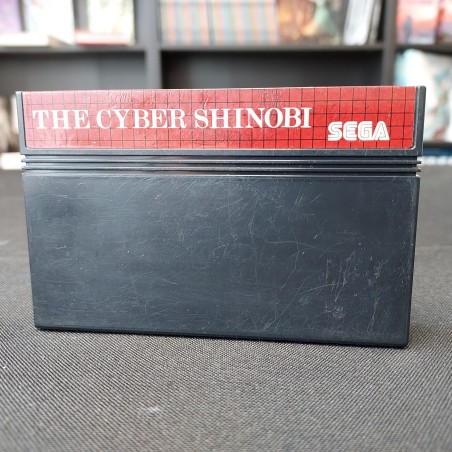 THE CYBER SHINOBI SEGA